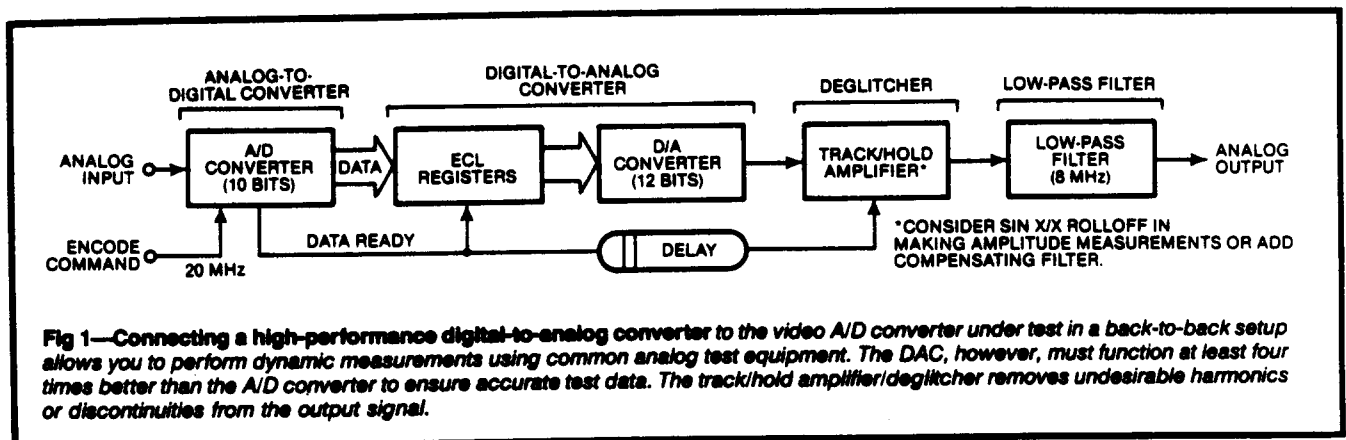 ANALOG-TO-
DIGITAL CONVERTER
DIGITAL-TO-ANALOG
CONVERTER
DEGLITCHER
LOW-PASS FILTER
ANALOG
INPUT
A/D
CONVERTER
(10 BITS)
DATA
ECL
REGISTERS
D/A
CONVERTER
(12 BITS)
TRACK/HOLD
AMPLIFIER*
LOW-PASS
FILTER
(8 MHz)
ANALOG
OUTPUT
ENCODE
COMMAND
20 MHz
DATA READY
DELAY
*CONSIDER SIN X/X ROLLOFF IN
MAKING AMPLITUDE MEASUREMENTS OR ADD
COMPENSATING FILTER.
Fig 1—Connecting a high-performance digital-to-analog converter to the video A/D converter under test in a back-to-back setup
allows you to perform dynamic measurements using common analog test equipment. The DAC, however, must function at least four
times better than the A/D converter to ensure accurate test data. The track/hold amplifier/deglitcher removes undesirable harmonics
or discontinuities from the output signal.